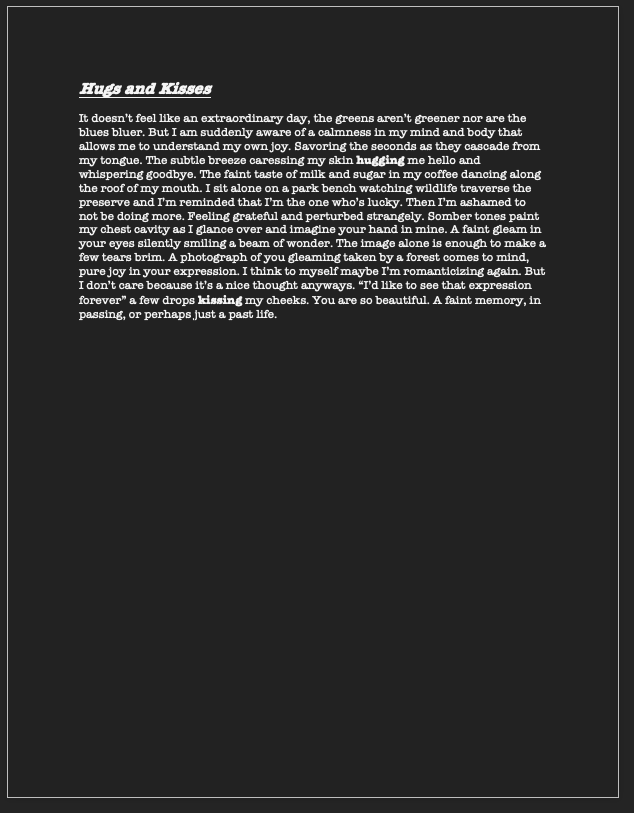 Hugs and Kisses
It doesn’t feel like an extraordinary day, the greens aren’t greener nor are the
blues bluer. But I am suddenly aware of a calmness in my mind and body that
allows me to understand my own joy. Savoring the seconds as they cascade from
my tongue. The subtle breeze caressing my skin hugging me hello and
whispering goodbye. The faint taste of milk and sugar in my coffee dancing along
the roof of my mouth. I sit alone on a park bench watching wildlife traverse the
preserve and I’m reminded that I’m the one who’s lucky. Then I’m ashamed to
not be doing more. Feeling grateful and perturbed strangely. Somber tones paint
my chest cavity as I glance over and imagine your hand in mine. A faint gleam in
your eyes silently smiling a beam of wonder. The image alone is enough to make a
few tears brim. A photograph of you gleaming taken by a forest comes to mind,
pure joy in your expression. I think to myself maybe I’m romanticizing again. But
I don’t care because it’s a nice thought anyways. “I’d like to see that expression
forever” a few drops kissing my cheeks. You are so beautiful. A faint memory, in
passing, or perhaps just a past life.